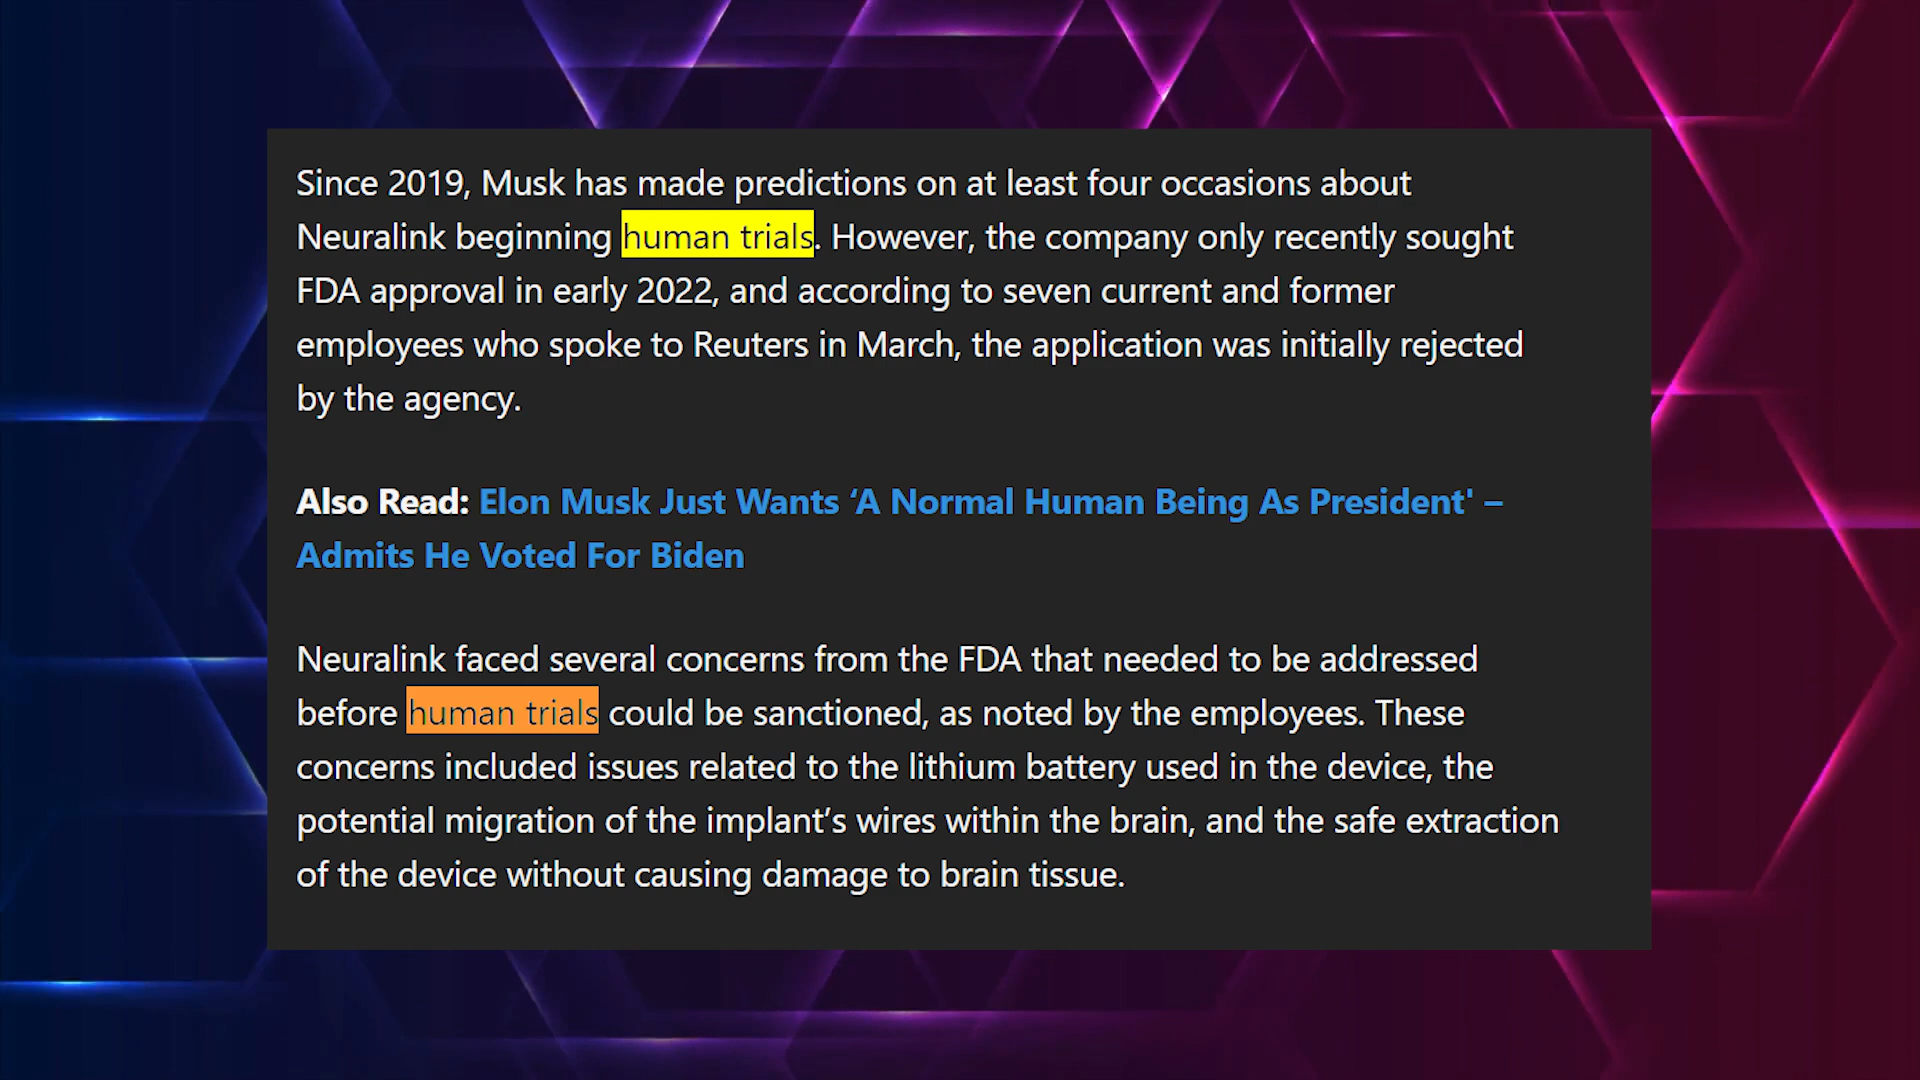 Since 2019, Musk has made predictions on at least four occasions about
Neuralink beginning human trials. However, the company only recently sought
FDA approval in early 2022, and according to seven current and former
employees who spoke to Reuters in March, the application was initially rejected
by the agency.
Also Read: Elon Musk Just Wants ‘A Normal Human Being As President' –
Admits He Voted For Biden
Neuralink faced several concerns from the FDA that needed to be addressed
before human trials could be sanctioned, as noted by the employees. These
concerns included issues related to the lithium battery used in the device, the
potential migration of the implant’s wires within the brain, and the safe extraction
of the device without causing damage to brain tissue.